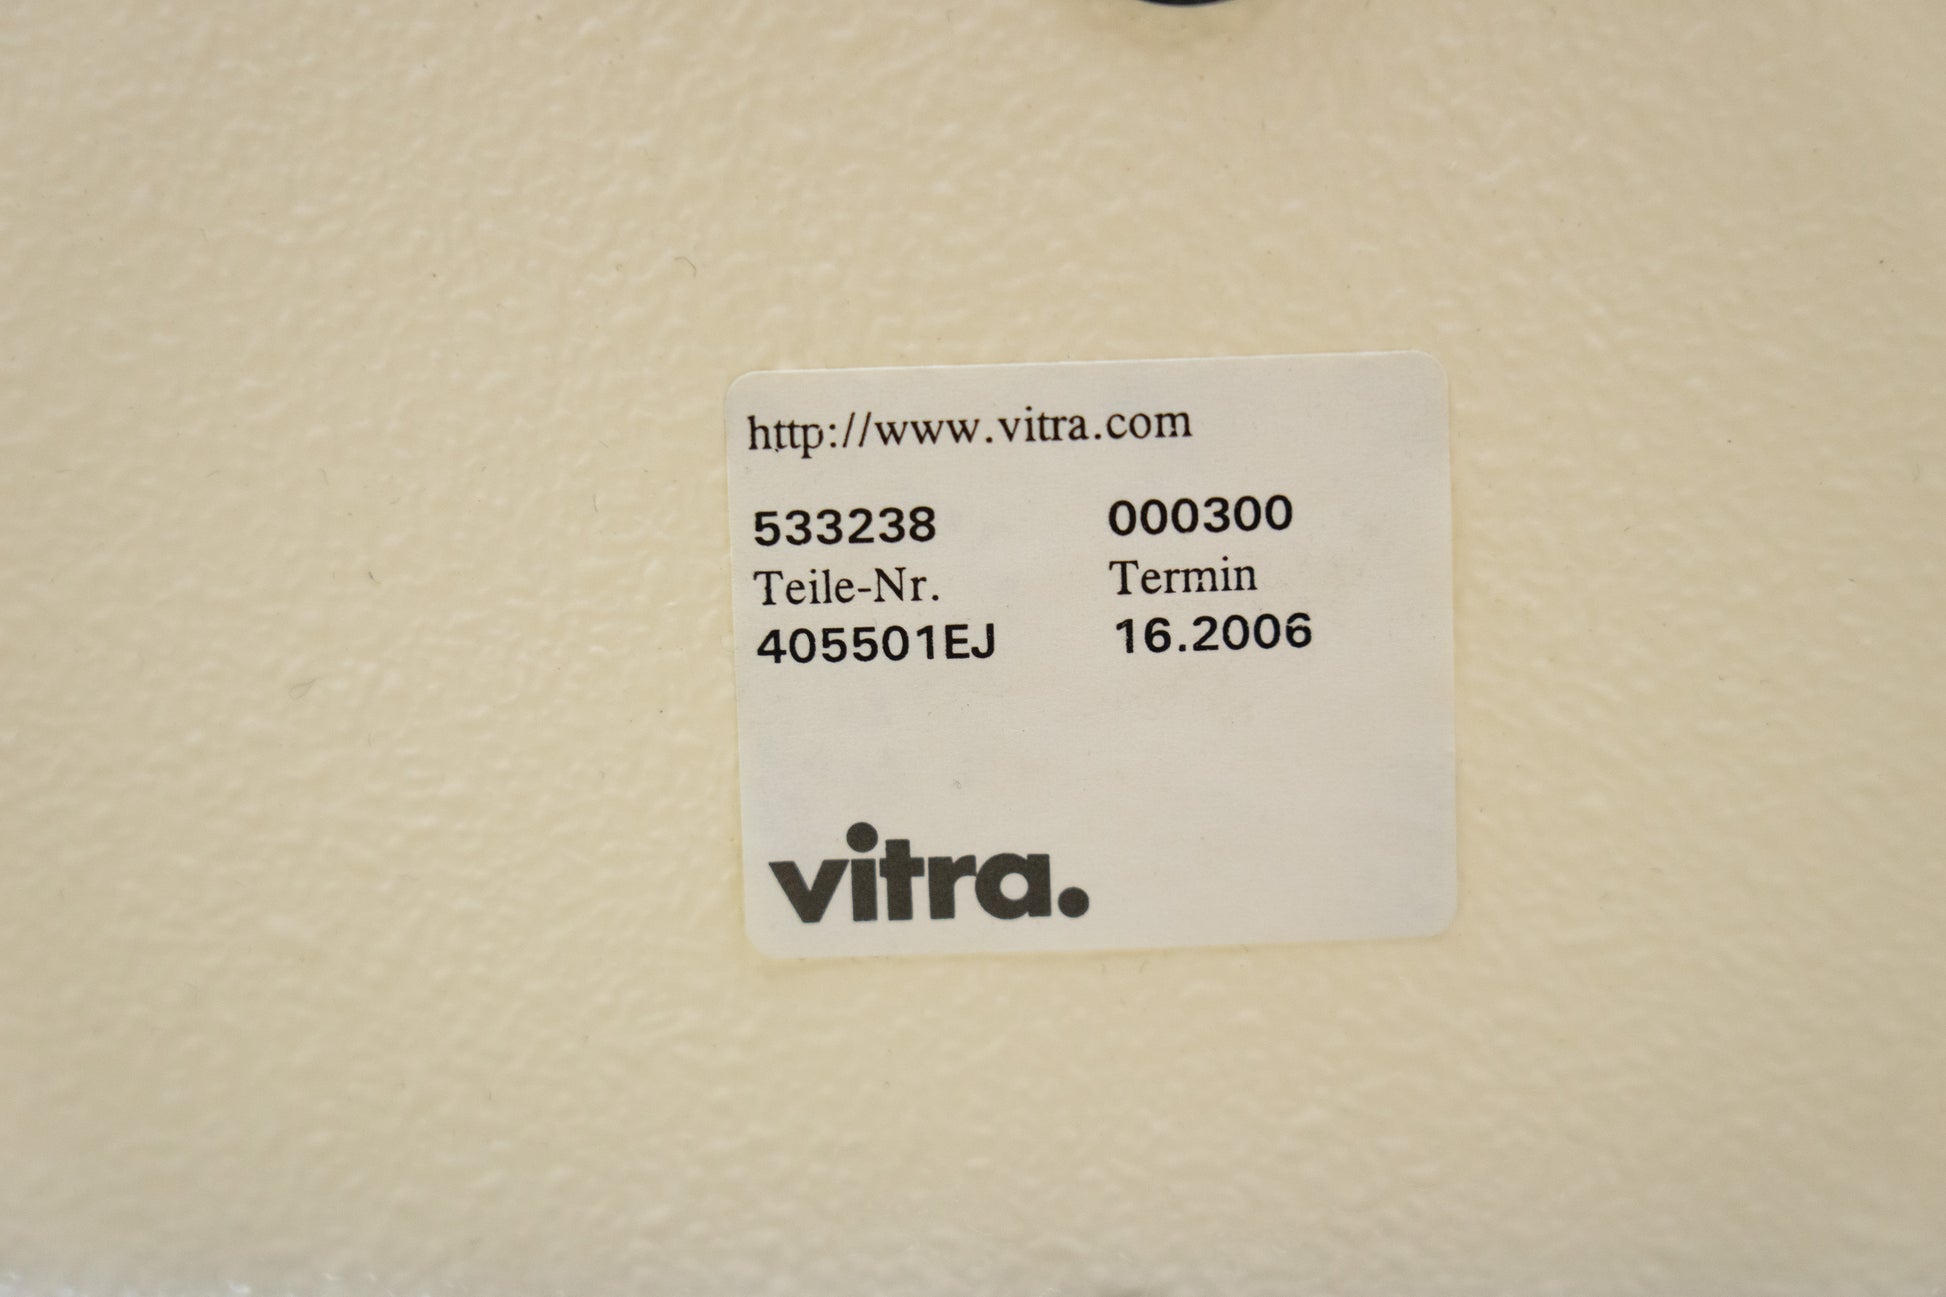 http://www.vitra.com
533238 000300
Teile-Nr. Termin
405501EJ 16.2006
vitra.